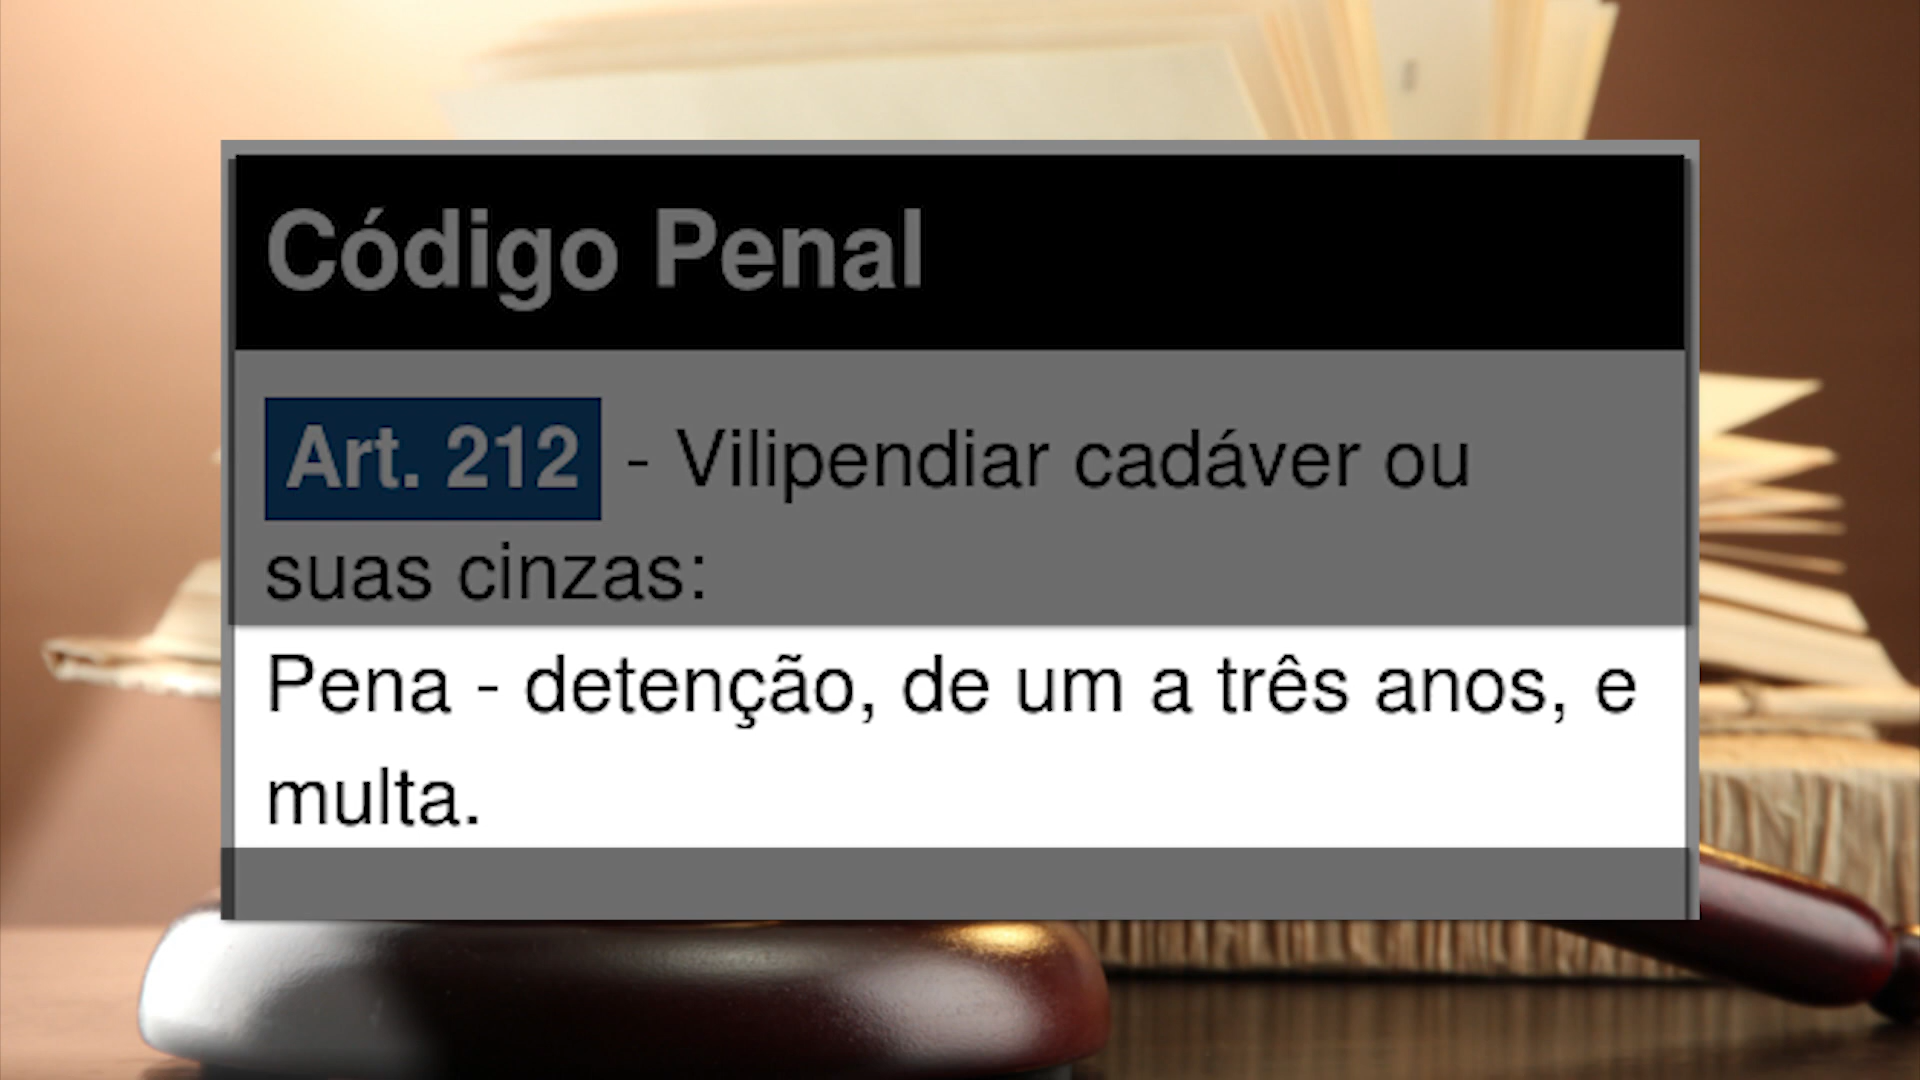 Código Penal
Art. 212 - Vilipendiar cadáver ou
suas cinzas:
Pena - detenção, de um a três anos, e
multa.